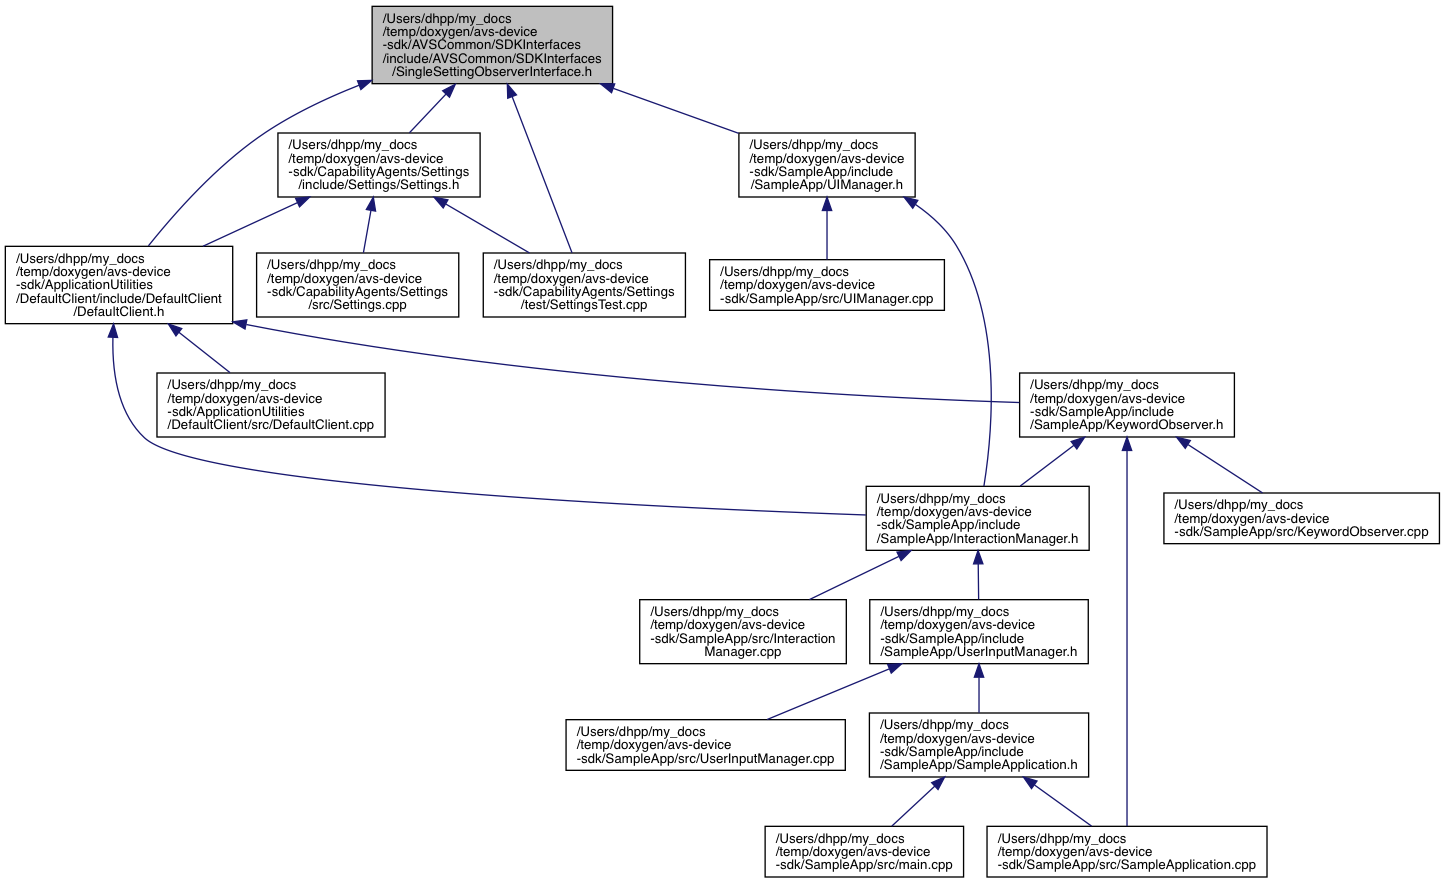 /Users/dhpp/my_docs
/temp/doxygen/avs-device
-sdk/AVSCommon/SDKInterfaces
/include/AVSCommon/SDKInterfaces
/SingleSettingObserverInterface.h
/Users/dhpp/my_docs
/temp/doxygen/avs-device
-sdk/CapabilityAgents/Settings
/include/Settings/Settings.h
/Users/dhpp/my_docs
/temp/doxygen/avs-device
-sdk/SampleApp/include
/SampleApp/UIManager.h
/Users/dhpp/my_docs
/temp/doxygen/avs-device
-sdk/ApplicationUtilities
/DefaultClient/include/DefaultClient
/DefaultClient.h
/Users/dhpp/my_docs
/temp/doxygen/avs-device
-sdk/CapabilityAgents/Settings
/src/Settings.cpp
/Users/dhpp/my_docs
/temp/doxygen/avs-device
-sdk/CapabilityAgents/Settings
/test/SettingsTest.cpp
/Users/dhpp/my_docs
/temp/doxygen/avs-device
-sdk/SampleApp/src/UIManager.cpp
/Users/dhpp/my_docs
/temp/doxygen/avs-device
-sdk/ApplicationUtilities
/DefaultClient/src/DefaultClient.cpp
/Users/dhpp/my_docs
/temp/doxygen/avs-device
-sdk/SampleApp/include
/SampleApp/KeywordObserver.h
/Users/dhpp/my_docs
/temp/doxygen/avs-device
-sdk/SampleApp/include
/SampleApp/InteractionManager.h
/Users/dhpp/my_docs
/temp/doxygen/avs-device
-sdk/SampleApp/src/KeywordObserver.cpp
/Users/dhpp/my_docs
/temp/doxygen/avs-device
-sdk/SampleApp/src/Interaction
Manager.cpp
/Users/dhpp/my_docs
/temp/doxygen/avs-device
-sdk/SampleApp/include
/SampleApp/UserInputManager.h
/Users/dhpp/my_docs
/temp/doxygen/avs-device
-sdk/SampleApp/src/UserInputManager.cpp
/Users/dhpp/my_docs
/temp/doxygen/avs-device
-sdk/SampleApp/include
/SampleApp/SampleApplication.h
/Users/dhpp/my_docs
/temp/doxygen/avs-device
-sdk/SampleApp/src/main.cpp
/Users/dhpp/my_docs
/temp/doxygen/avs-device
-sdk/SampleApp/src/SampleApplication.cpp